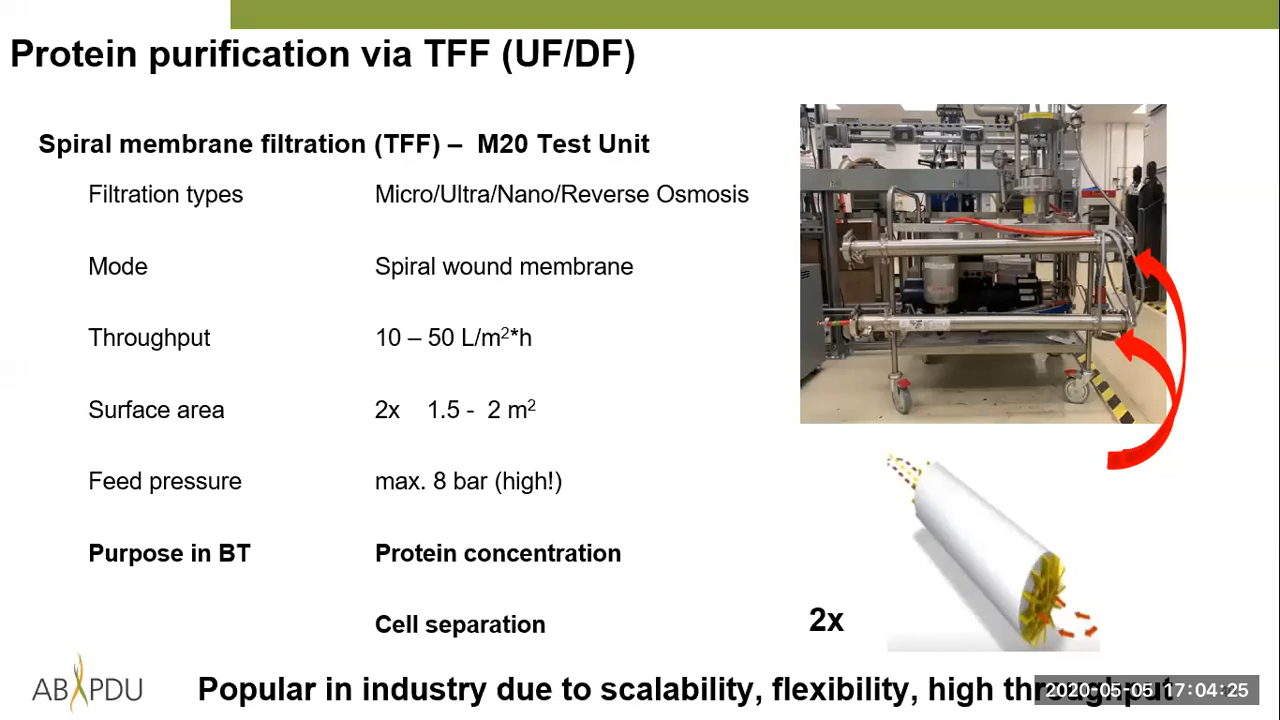 Protein purification via TFF (UF/DF)
Spiral membrane filtration (TFF) – M20 Test Unit
Filtration types Micro/Ultra/Nano/Reverse Osmosis
Mode Spiral wound membrane
Throughput 10 – 50 L/m²*h
Surface area 2x 1.5 - 2 m²
Feed pressure max. 8 bar (high!)
Purpose in BT Protein concentration
Cell separation
2x
ABPDU
Popular in industry due to scalability, flexibility, high throughput
2020-05-05 17:04:25